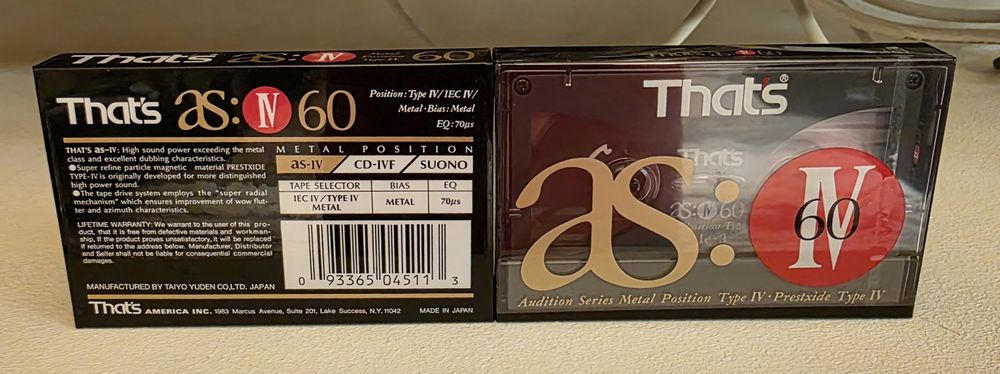 That's as: IV Metal Type IV 60
That's as: IV 60
Position: Type IV/IEC IV/
Metal·Bias: Metal
EQ: 70µs
THAT'S as-IV: High sound power exceeding the metal
class and excellent dubbing characteristics.
●Super refine particle magnetic material PRESTXIDE
TYPE-IV is originally developed for more distinguished
high power sound.
●The tape drive system employs the "super radial
mechanism" which ensures improvement of wow flut-
ter and azimuth characteristics.
LIFETIME WARRANTY: We warrant to the user of this pro-
duct, that it is free from defective materials and workman-
ship. If the product proves unsatisfactory, it will be replaced
if returned to the address below. Manufacturer, Distributor
and Seller shall not be liable for consequential commercial
damages.
MANUFACTURED BY TAIYO YUDEN CO,LTD. JAPAN
METAL POSITION
as-IV / CD-IVF / SUONO
TAPE SELECTOR BIAS EQ
IEC IV/TYPE IV METAL METAL 70µs
0 93365 04511 3
That's AMERICA INC. 1983 Marcus Avenue, Suite 201, Lake Success, N.Y. 11042 MADE IN JAPAN
60
That's®
That's
as: IV 60
as: IV 60
Audition Series Metal Position Type IV · Prestxide Type IV